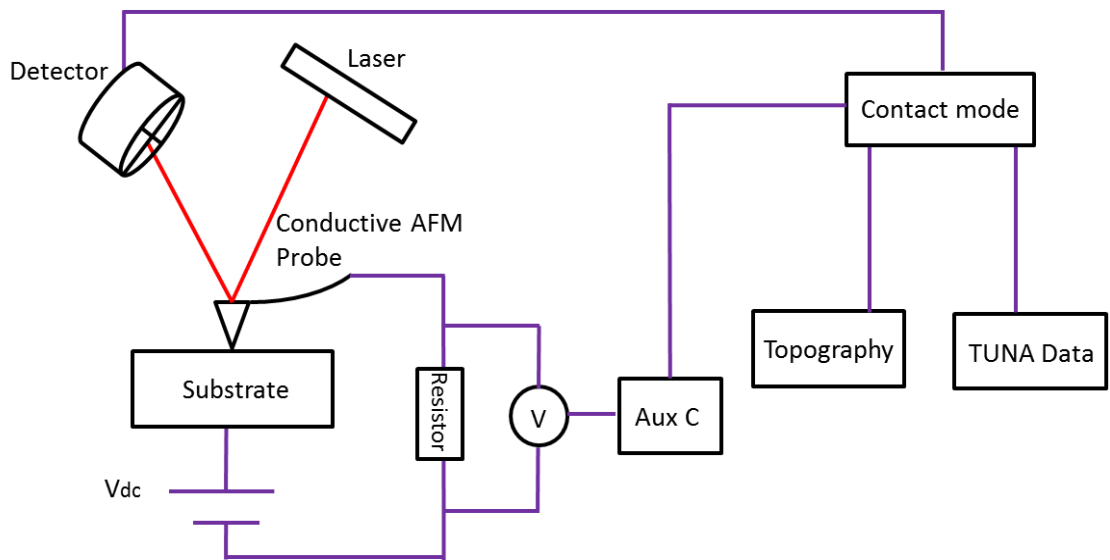 Detector
Laser
Contact mode
Conductive AFM
Probe
Topography
TUNA Data
Substrate
Resistor
V
Aux C
Vdc